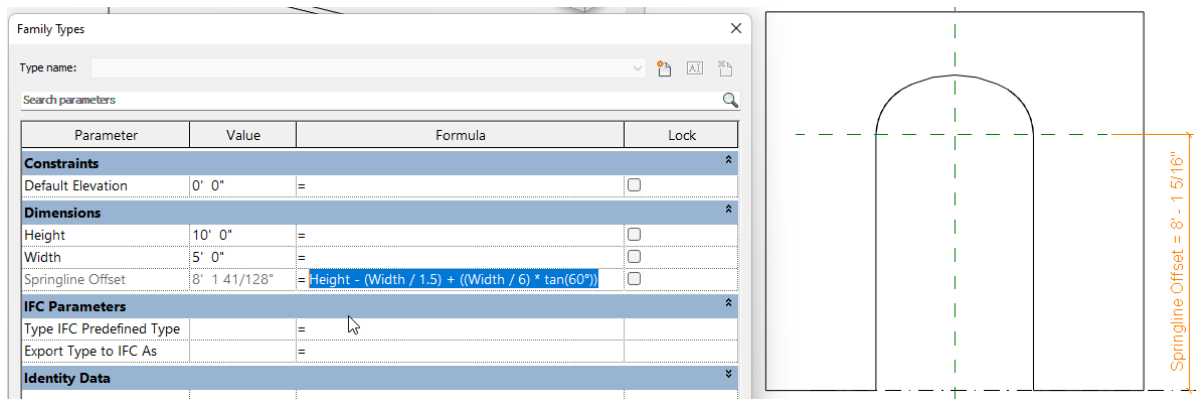 Family Types
Type name:
Search parameters
Parameter Value Formula Lock
Constraints
Default Elevation 0' 0" =
Dimensions
Height 10' 0" =
Width 5' 0" =
Springline Offset 8' 1 41/128" = Height - (Width / 1.5) + ((Width / 6) * tan(60°))
IFC Parameters
Type IFC Predefined Type =
Export Type to IFC As =
Identity Data
Springline Offset = 8' - 1 5/16"